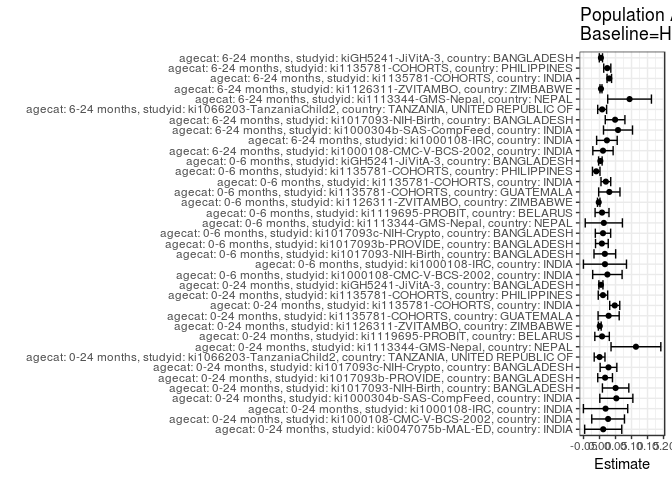 Population
Baseline=H
agecat: 6-24 months, studyid: kiGH5241-JiVitA-3, country: BANGLADESH
agecat: 6-24 months, studyid: ki1135781-COHORTS, country: PHILIPPINES
agecat: 6-24 months, studyid: ki1135781-COHORTS, country: INDIA
agecat: 6-24 months, studyid: ki1126311-ZVITAMBO, country: ZIMBABWE
agecat: 6-24 months, studyid: ki1113344-GMS-Nepal, country: NEPAL
agecat: 6-24 months, studyid: ki1066203-TanzaniaChild2, country: TANZANIA, UNITED REPUBLIC OF
agecat: 6-24 months, studyid: ki1017093-NIH-Birth, country: BANGLADESH
agecat: 6-24 months, studyid: ki1000304b-SAS-CompFeed, country: INDIA
agecat: 6-24 months, studyid: ki1000108-IRC, country: INDIA
agecat: 6-24 months, studyid: ki1000108-CMC-V-BCS-2002, country: INDIA
agecat: 0-6 months, studyid: kiGH5241-JiVitA-3, country: BANGLADESH
agecat: 0-6 months, studyid: ki1135781-COHORTS, country: PHILIPPINES
agecat: 0-6 months, studyid: ki1135781-COHORTS, country: INDIA
agecat: 0-6 months, studyid: ki1135781-COHORTS, country: GUATEMALA
agecat: 0-6 months, studyid: ki1126311-ZVITAMBO, country: ZIMBABWE
agecat: 0-6 months, studyid: ki1119695-PROBIT, country: BELARUS
agecat: 0-6 months, studyid: ki1113344-GMS-Nepal, country: NEPAL
agecat: 0-6 months, studyid: ki1017093c-NIH-Crypto, country: BANGLADESH
agecat: 0-6 months, studyid: ki1017093b-PROVIDE, country: BANGLADESH
agecat: 0-6 months, studyid: ki1017093-NIH-Birth, country: BANGLADESH
agecat: 0-6 months, studyid: ki1000108-IRC, country: INDIA
agecat: 0-6 months, studyid: ki1000108-CMC-V-BCS-2002, country: INDIA
agecat: 0-24 months, studyid: kiGH5241-JiVitA-3, country: BANGLADESH
agecat: 0-24 months, studyid: ki1135781-COHORTS, country: PHILIPPINES
agecat: 0-24 months, studyid: ki1135781-COHORTS, country: INDIA
agecat: 0-24 months, studyid: ki1135781-COHORTS, country: GUATEMALA
agecat: 0-24 months, studyid: ki1126311-ZVITAMBO, country: ZIMBABWE
agecat: 0-24 months, studyid: ki1119695-PROBIT, country: BELARUS
agecat: 0-24 months, studyid: ki1113344-GMS-Nepal, country: NEPAL
agecat: 0-24 months, studyid: ki1066203-TanzaniaChild2, country: TANZANIA, UNITED REPUBLIC OF
agecat: 0-24 months, studyid: ki1017093c-NIH-Crypto, country: BANGLADESH
agecat: 0-24 months, studyid: ki1017093b-PROVIDE, country: BANGLADESH
agecat: 0-24 months, studyid: ki1017093-NIH-Birth, country: BANGLADESH
agecat: 0-24 months, studyid: ki1000304b-SAS-CompFeed, country: INDIA
agecat: 0-24 months, studyid: ki1000108-IRC, country: INDIA
agecat: 0-24 months, studyid: ki1000108-CMC-V-BCS-2002, country: INDIA
agecat: 0-24 months, studyid: ki0047075b-MAL-ED, country: INDIA
-0.05 0.00 0.05 0.10 0.15 0.20
Estimate